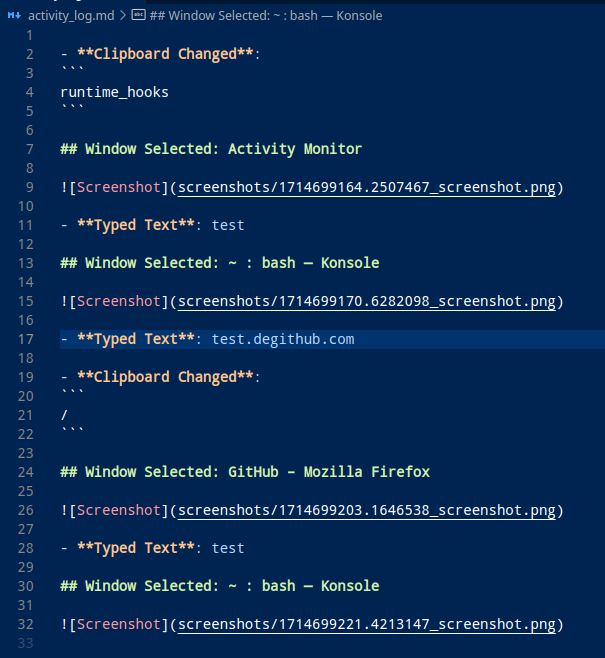 activity_log.md > ## Window Selected: ~ : bash — Konsole
1
2 - **Clipboard Changed**:
3 ```
4 runtime_hooks
5 ```
6
7 ## Window Selected: Activity Monitor
8
9 ![Screenshot](screenshots/1714699164.2507467_screenshot.png)
10
11 - **Typed Text**: test
12
13 ## Window Selected: ~ : bash — Konsole
14
15 ![Screenshot](screenshots/1714699170.6282098_screenshot.png)
16
17 - **Typed Text**: test.degithub.com
18
19 - **Clipboard Changed**:
20 ```
21 /
22 ```
23
24 ## Window Selected: GitHub – Mozilla Firefox
25
26 ![Screenshot](screenshots/1714699203.1646538_screenshot.png)
27
28 - **Typed Text**: test
29
30 ## Window Selected: ~ : bash — Konsole
31
32 ![Screenshot](screenshots/1714699221.4213147_screenshot.png)
33